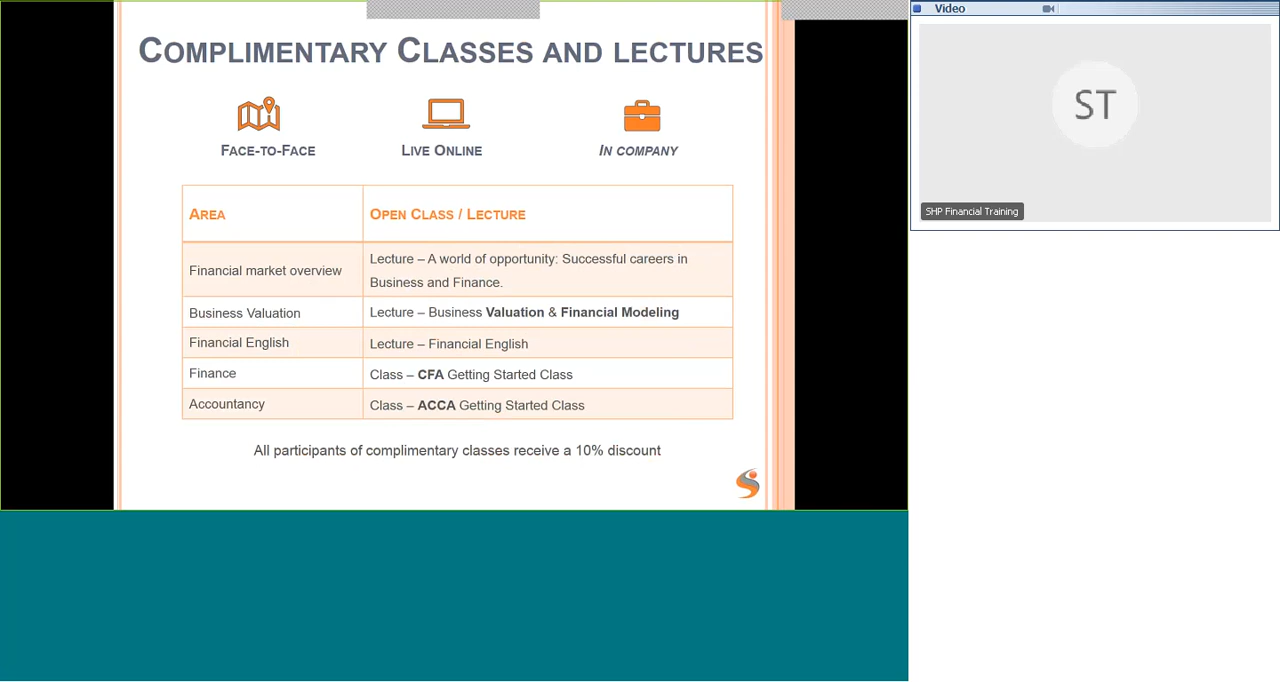 COMPLIMENTARY CLASSES AND LECTURES
FACE-TO-FACE
LIVE ONLINE
IN COMPANY
AREA
OPEN CLASS / LECTURE
Financial market overview
Lecture – A world of opportunity: Successful careers in
Business and Finance.
Business Valuation
Lecture – Business Valuation & Financial Modeling
Financial English
Lecture – Financial English
Finance
Class – CFA Getting Started Class
Accountancy
Class – ACCA Getting Started Class
All participants of complimentary classes receive a 10% discount
Video
ST
SHP Financial Training